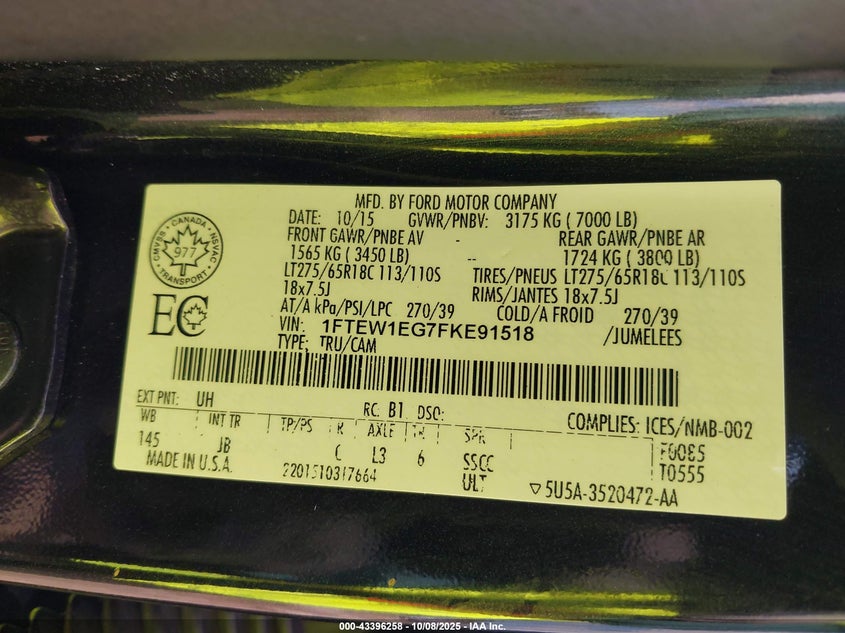 MFD. BY FORD MOTOR COMPANY
DATE: 10/15 GVWR/PNBV: 3175 KG ( 7000 LB)
FRONT GAWR/PNBE AV - REAR GAWR/PNBE AR
1565 KG ( 3450 LB) -- 1724 KG ( 3800 LB)
LT275/65R18C 113/110S TIRES/PNEUS LT275/65R18C 113/110S
18x7.5J RIMS/JANTES 18x7.5J
AT/A kPa/PSI/LPC 270/39 COLD/A FROID 270/39
VIN: 1FTEW1EG7FKE91518 /JUMELEES
TYPE: TRU/CAM
CANADA
CMVSS NSVAC
977
TRANSPORT
EC
EXT PNT: UH RC: B1 DSO: COMPLIES: ICES/NMB-002
WB INT TR TP/PS R AXLE TR SPR F0085
145 JB C L3 6 SSCC T0555
MADE IN U.S.A. 2201510317664 ULT ▽5U5A-3520472-AA
000-43396258 - 10/08/2025 - IAA Inc.